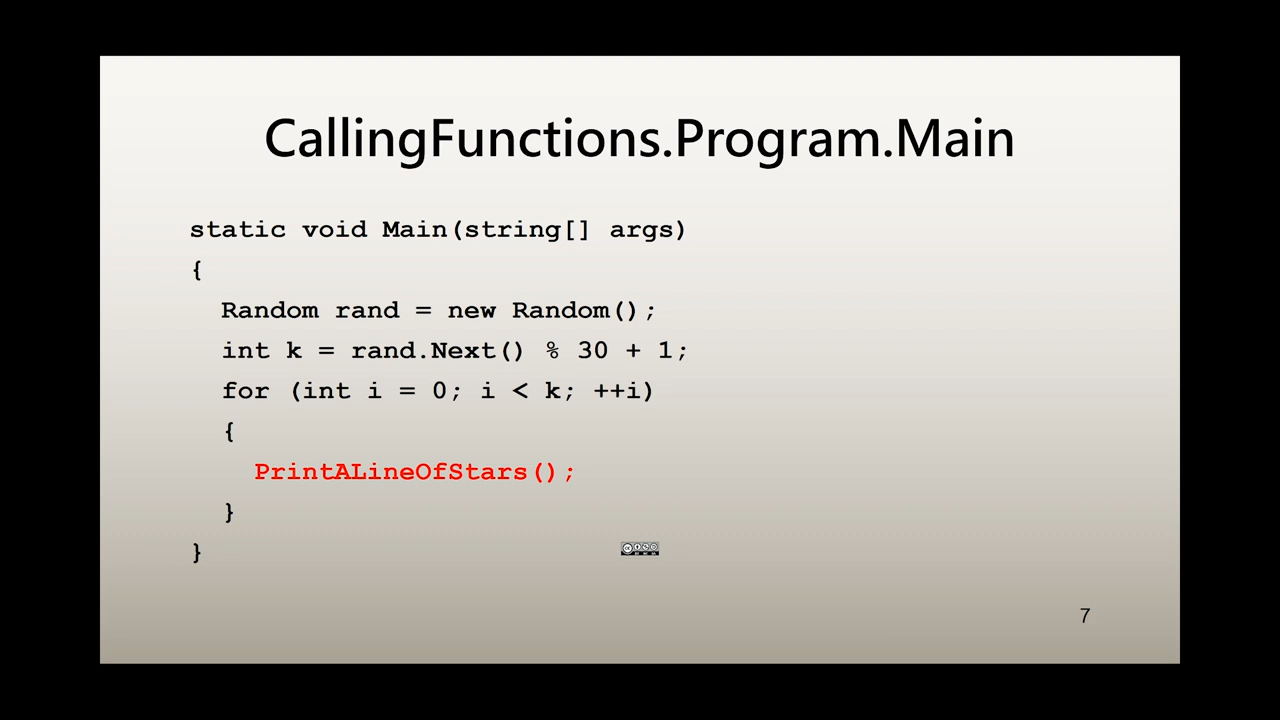 CallingFunctions.Program.Main
static void Main(string[] args)
{
Random rand = new Random();
int k = rand.Next() % 30 + 1;
for (int i = 0; i < k; ++i)
{
PrintALineOfStars();
}
}
7